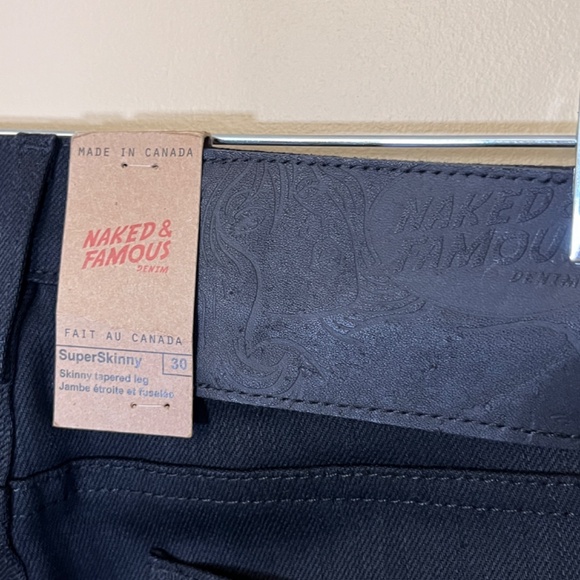 MADE IN CANADA
NAKED &
FAMOUS
DENIM
FAIT AU CANADA
SuperSkinny 30
Skinny tapered leg
Jambe étroite et fuselée
NAKED &
FAMOUS
DENIM